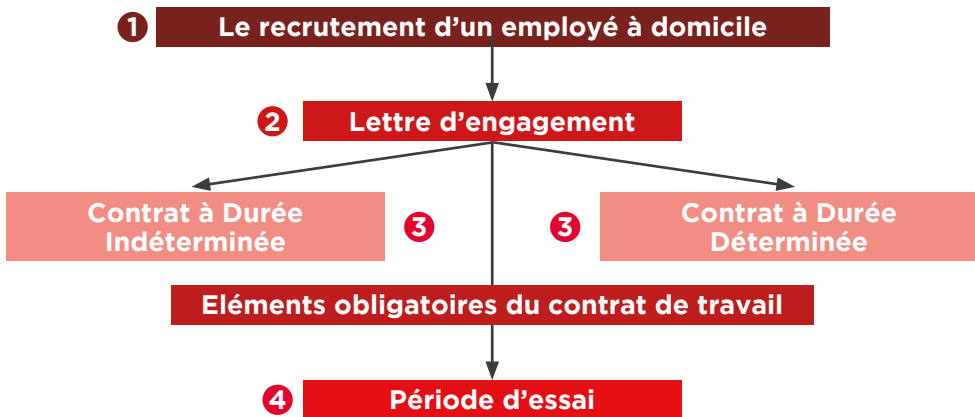 1 Le recrutement d'un employé à domicile
2 Lettre d'engagement
Contrat à Durée
Indéterminée
3
3
Contrat à Durée
Déterminée
Eléments obligatoires du contrat de travail
4 Période d'essai